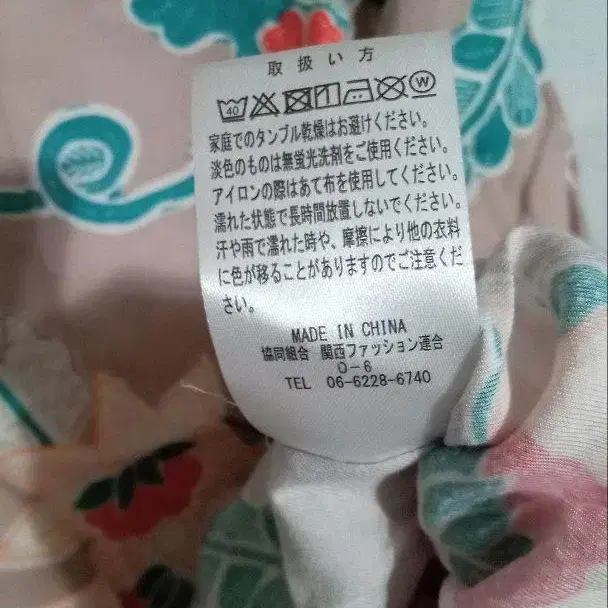 取扱い方
40 W
家庭でのタンブル乾燥はお避けください。
淡色のものは無蛍光洗剤をご使用ください。
アイロンの際はあて布を使用してください。
濡れた状態で長時間放置しないでください。
汗や雨で濡れた時や、摩擦により他の衣料
に色が移ることがありますのでご注意くだ
さい。
MADE IN CHINA
協同組合 関西ファッション連合
O-6
TEL 06-6228-6740